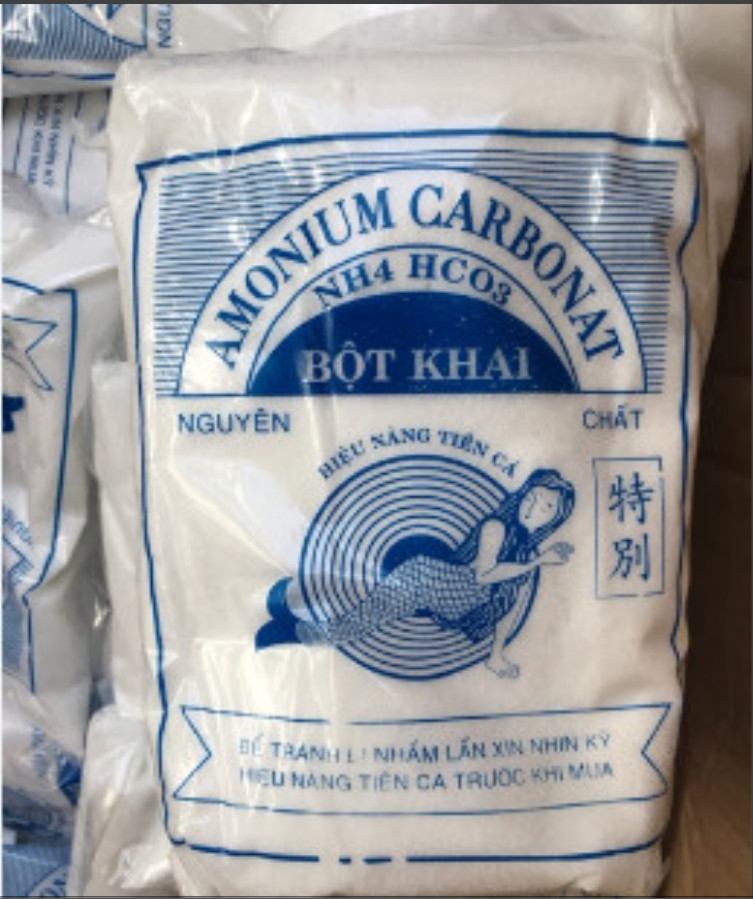 AMONIUM CARBONAT
NH4 HCO3
BỘT KHAI
NGUYÊN CHẤT
HIỆU NÀNG TIÊN CÁ
特別
ĐỂ TRÁNH NHẦM LẪN XIN NHÌN KỸ
HIỆU NÀNG TIÊN CÁ TRƯỚC KHI MUA